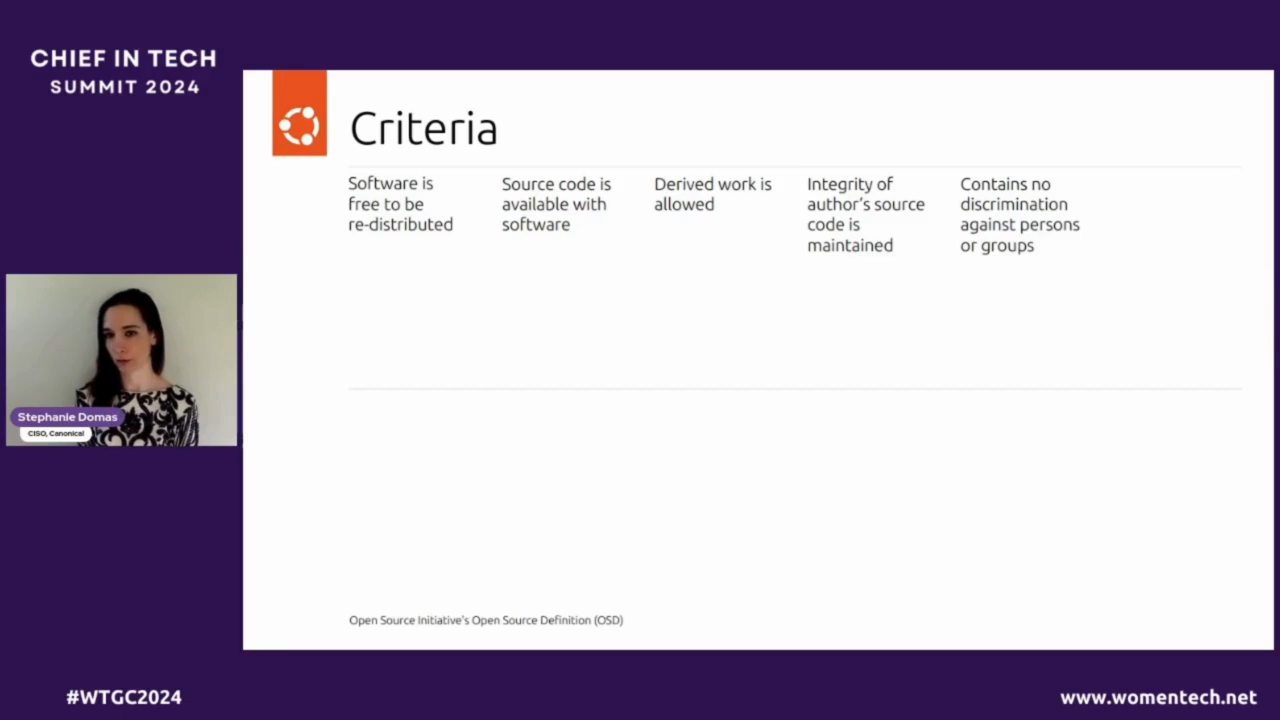 CHIEF IN TECH
SUMMIT 2024
Criteria
Software is
free to be
re-distributed
Source code is
available with
software
Derived work is
allowed
Integrity of
author's source
code is
maintained
Contains no
discrimination
against persons
or groups
Stephanie Domas
CISO, Canonical
Open Source Initiative's Open Source Definition (OSD)
#WTGC2024
www.womentech.net